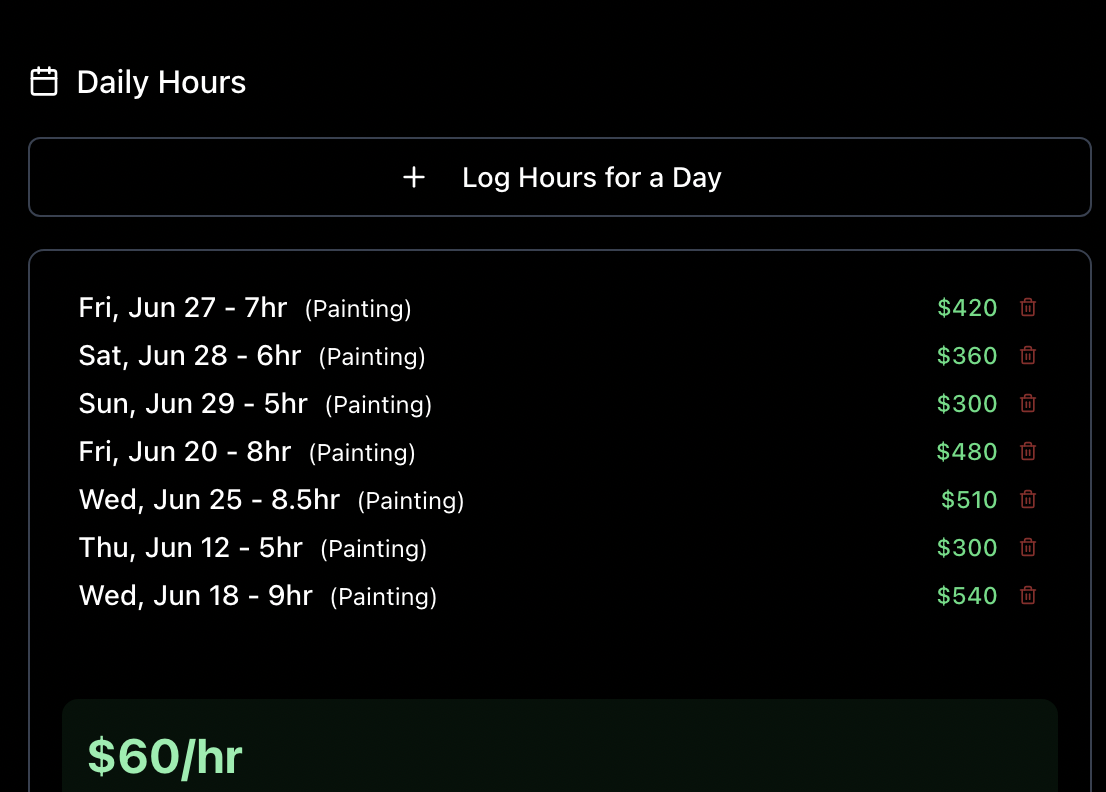 Daily Hours
+ Log Hours for a Day
Fri, Jun 27 - 7hr (Painting) $420
Sat, Jun 28 - 6hr (Painting) $360
Sun, Jun 29 - 5hr (Painting) $300
Fri, Jun 20 - 8hr (Painting) $480
Wed, Jun 25 - 8.5hr (Painting) $510
Thu, Jun 12 - 5hr (Painting) $300
Wed, Jun 18 - 9hr (Painting) $540
$60/hr